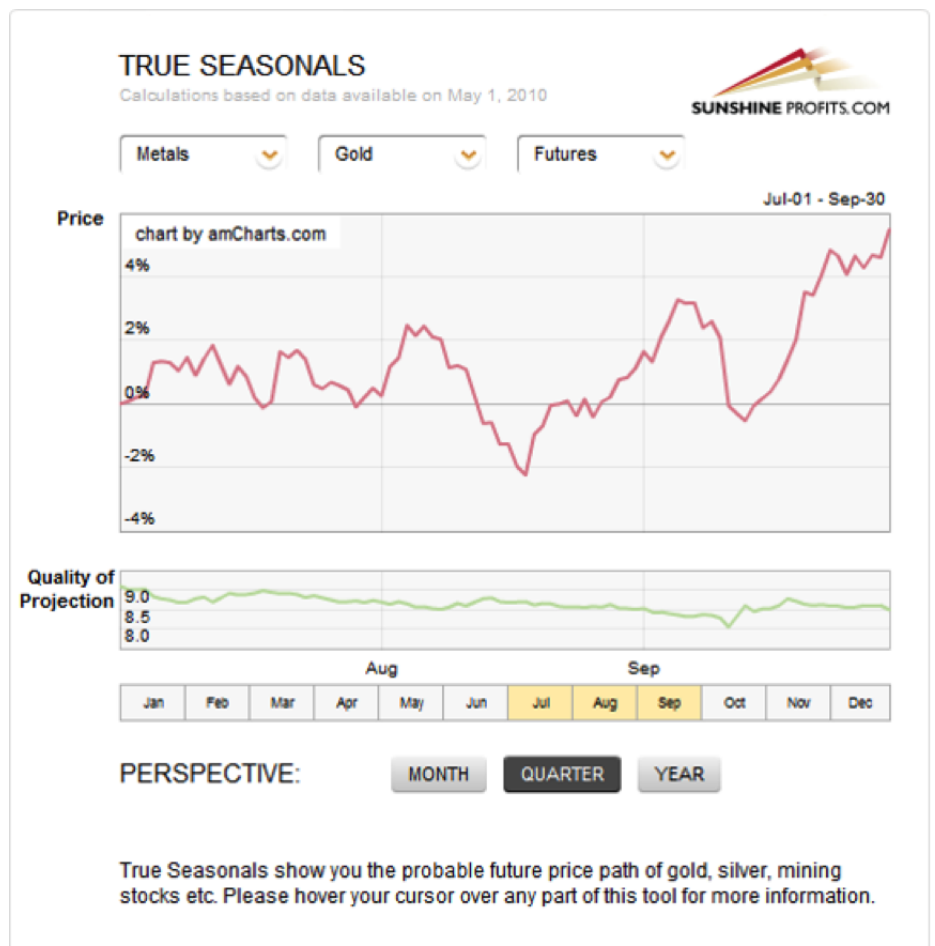 TRUE SEASONALS
Calculations based on data available on May 1, 2010
SUNSHINE PROFITS.COM
Metals Gold Futures
Jul-01 - Sep-30
Price
chart by amCharts.com
4%
2%
0%
-2%
-4%
Quality of
Projection
9.0
8.5
8.0
Aug Sep
Jan Feb Mar Apr May Jun Jul Aug Sep Oct Nov Dec
PERSPECTIVE: MONTH QUARTER YEAR
True Seasonals show you the probable future price path of gold, silver, mining
stocks etc. Please hover your cursor over any part of this tool for more information.